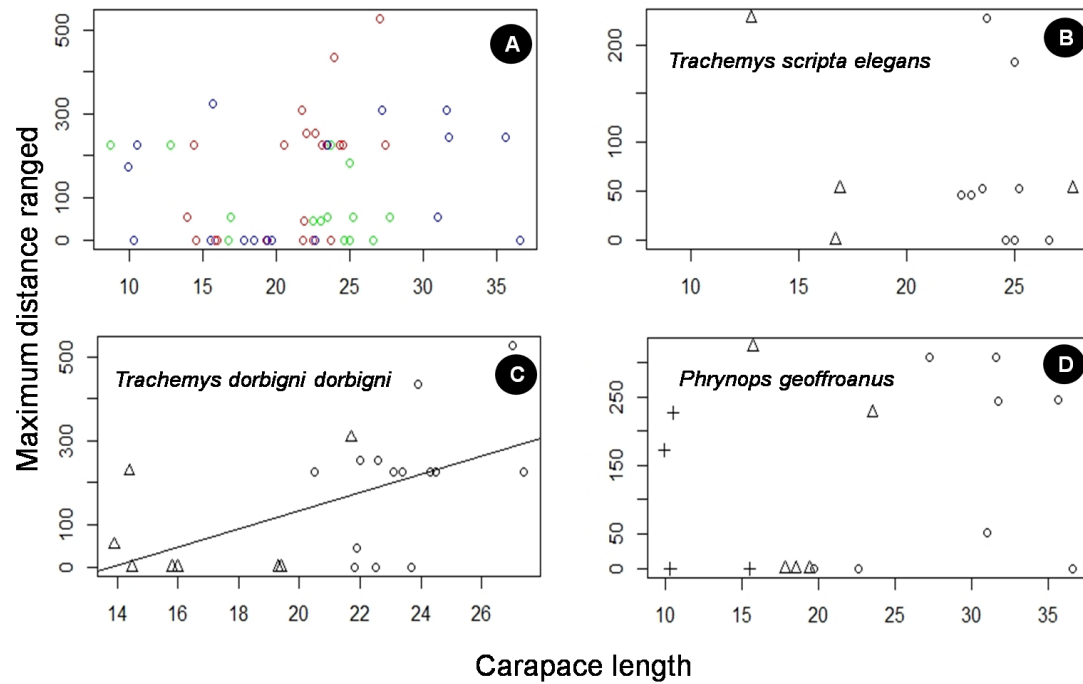 Maximum distance ranged
A
500
300
100
0
10 15 20 25 30 35
B
Trachemys scripta elegans
200
100
50
0
10 15 20 25
C
Trachemys dorbigni dorbigni
500
300
100
0
14 16 18 20 22 24 26
D
Phrynops geoffroanus
250
150
50
0
10 15 20 25 30 35
Carapace length